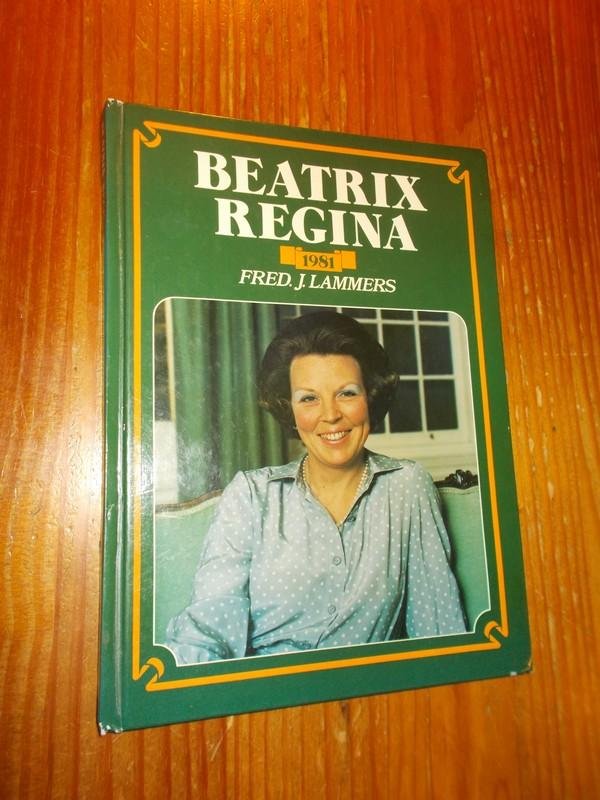 BEATRIX
REGINA
1981
FRED. J. LAMMERS